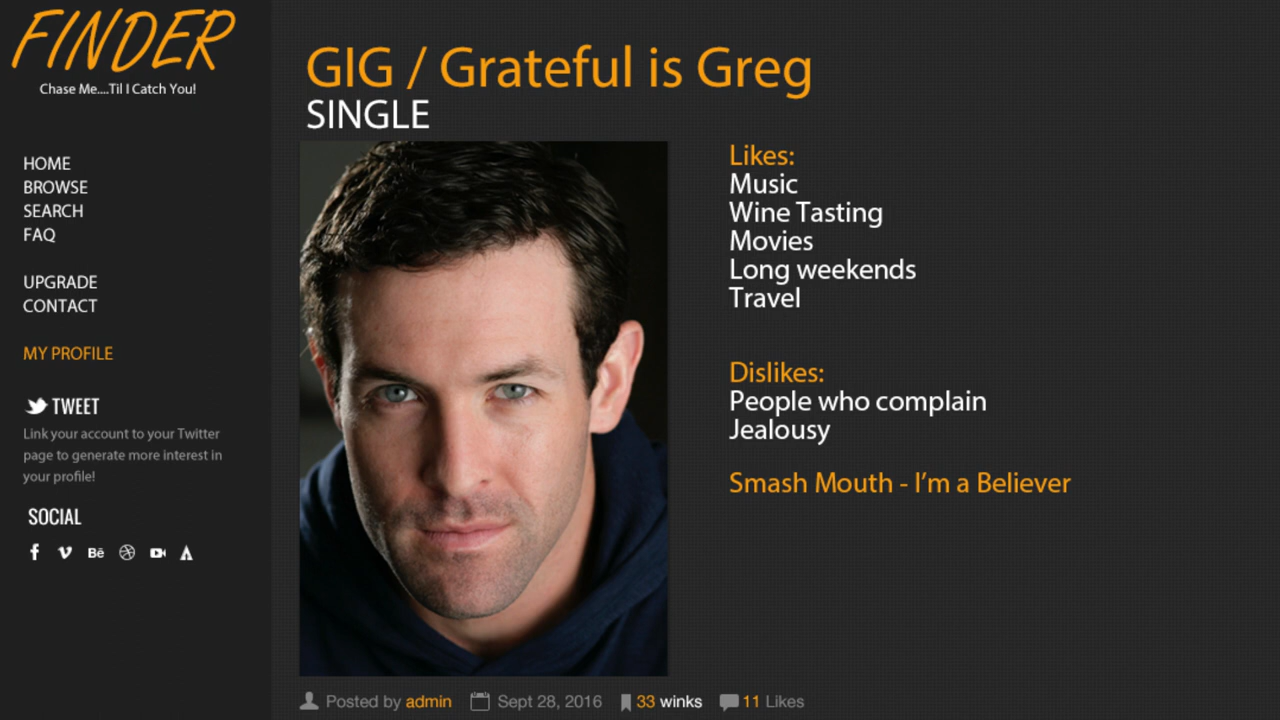 FINDER
Chase Me....Til I Catch You!
HOME
BROWSE
SEARCH
FAQ
UPGRADE
CONTACT
MY PROFILE
TWEET
Link your account to your Twitter
page to generate more interest in
your profile!
SOCIAL
f
Bē
GIG / Grateful is Greg
SINGLE
Likes:
Music
Wine Tasting
Movies
Long weekends
Travel
Dislikes:
People who complain
Jealousy
Smash Mouth - I’m a Believer
Posted by admin Sept 28, 2016 33 winks 11 Likes